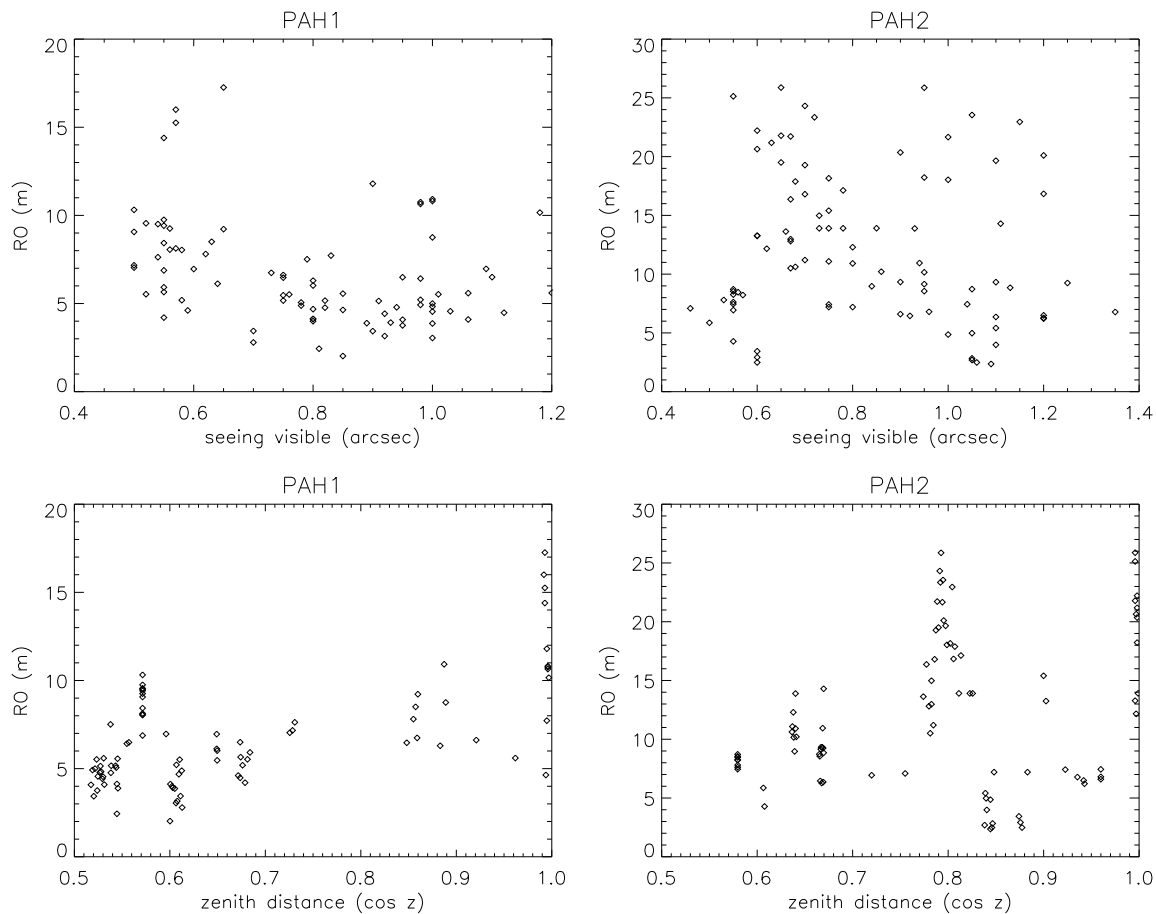 PAH1
20
15
10
5
0
R0 (m)
0.4 0.6 0.8 1.0 1.2
seeing visible (arcsec)
PAH2
30
25
20
15
10
5
0
R0 (m)
0.4 0.6 0.8 1.0 1.2 1.4
seeing visible (arcsec)
PAH1
20
15
10
5
0
R0 (m)
0.5 0.6 0.7 0.8 0.9 1.0
zenith distance (cos z)
PAH2
30
25
20
15
10
5
0
R0 (m)
0.5 0.6 0.7 0.8 0.9 1.0
zenith distance (cos z)